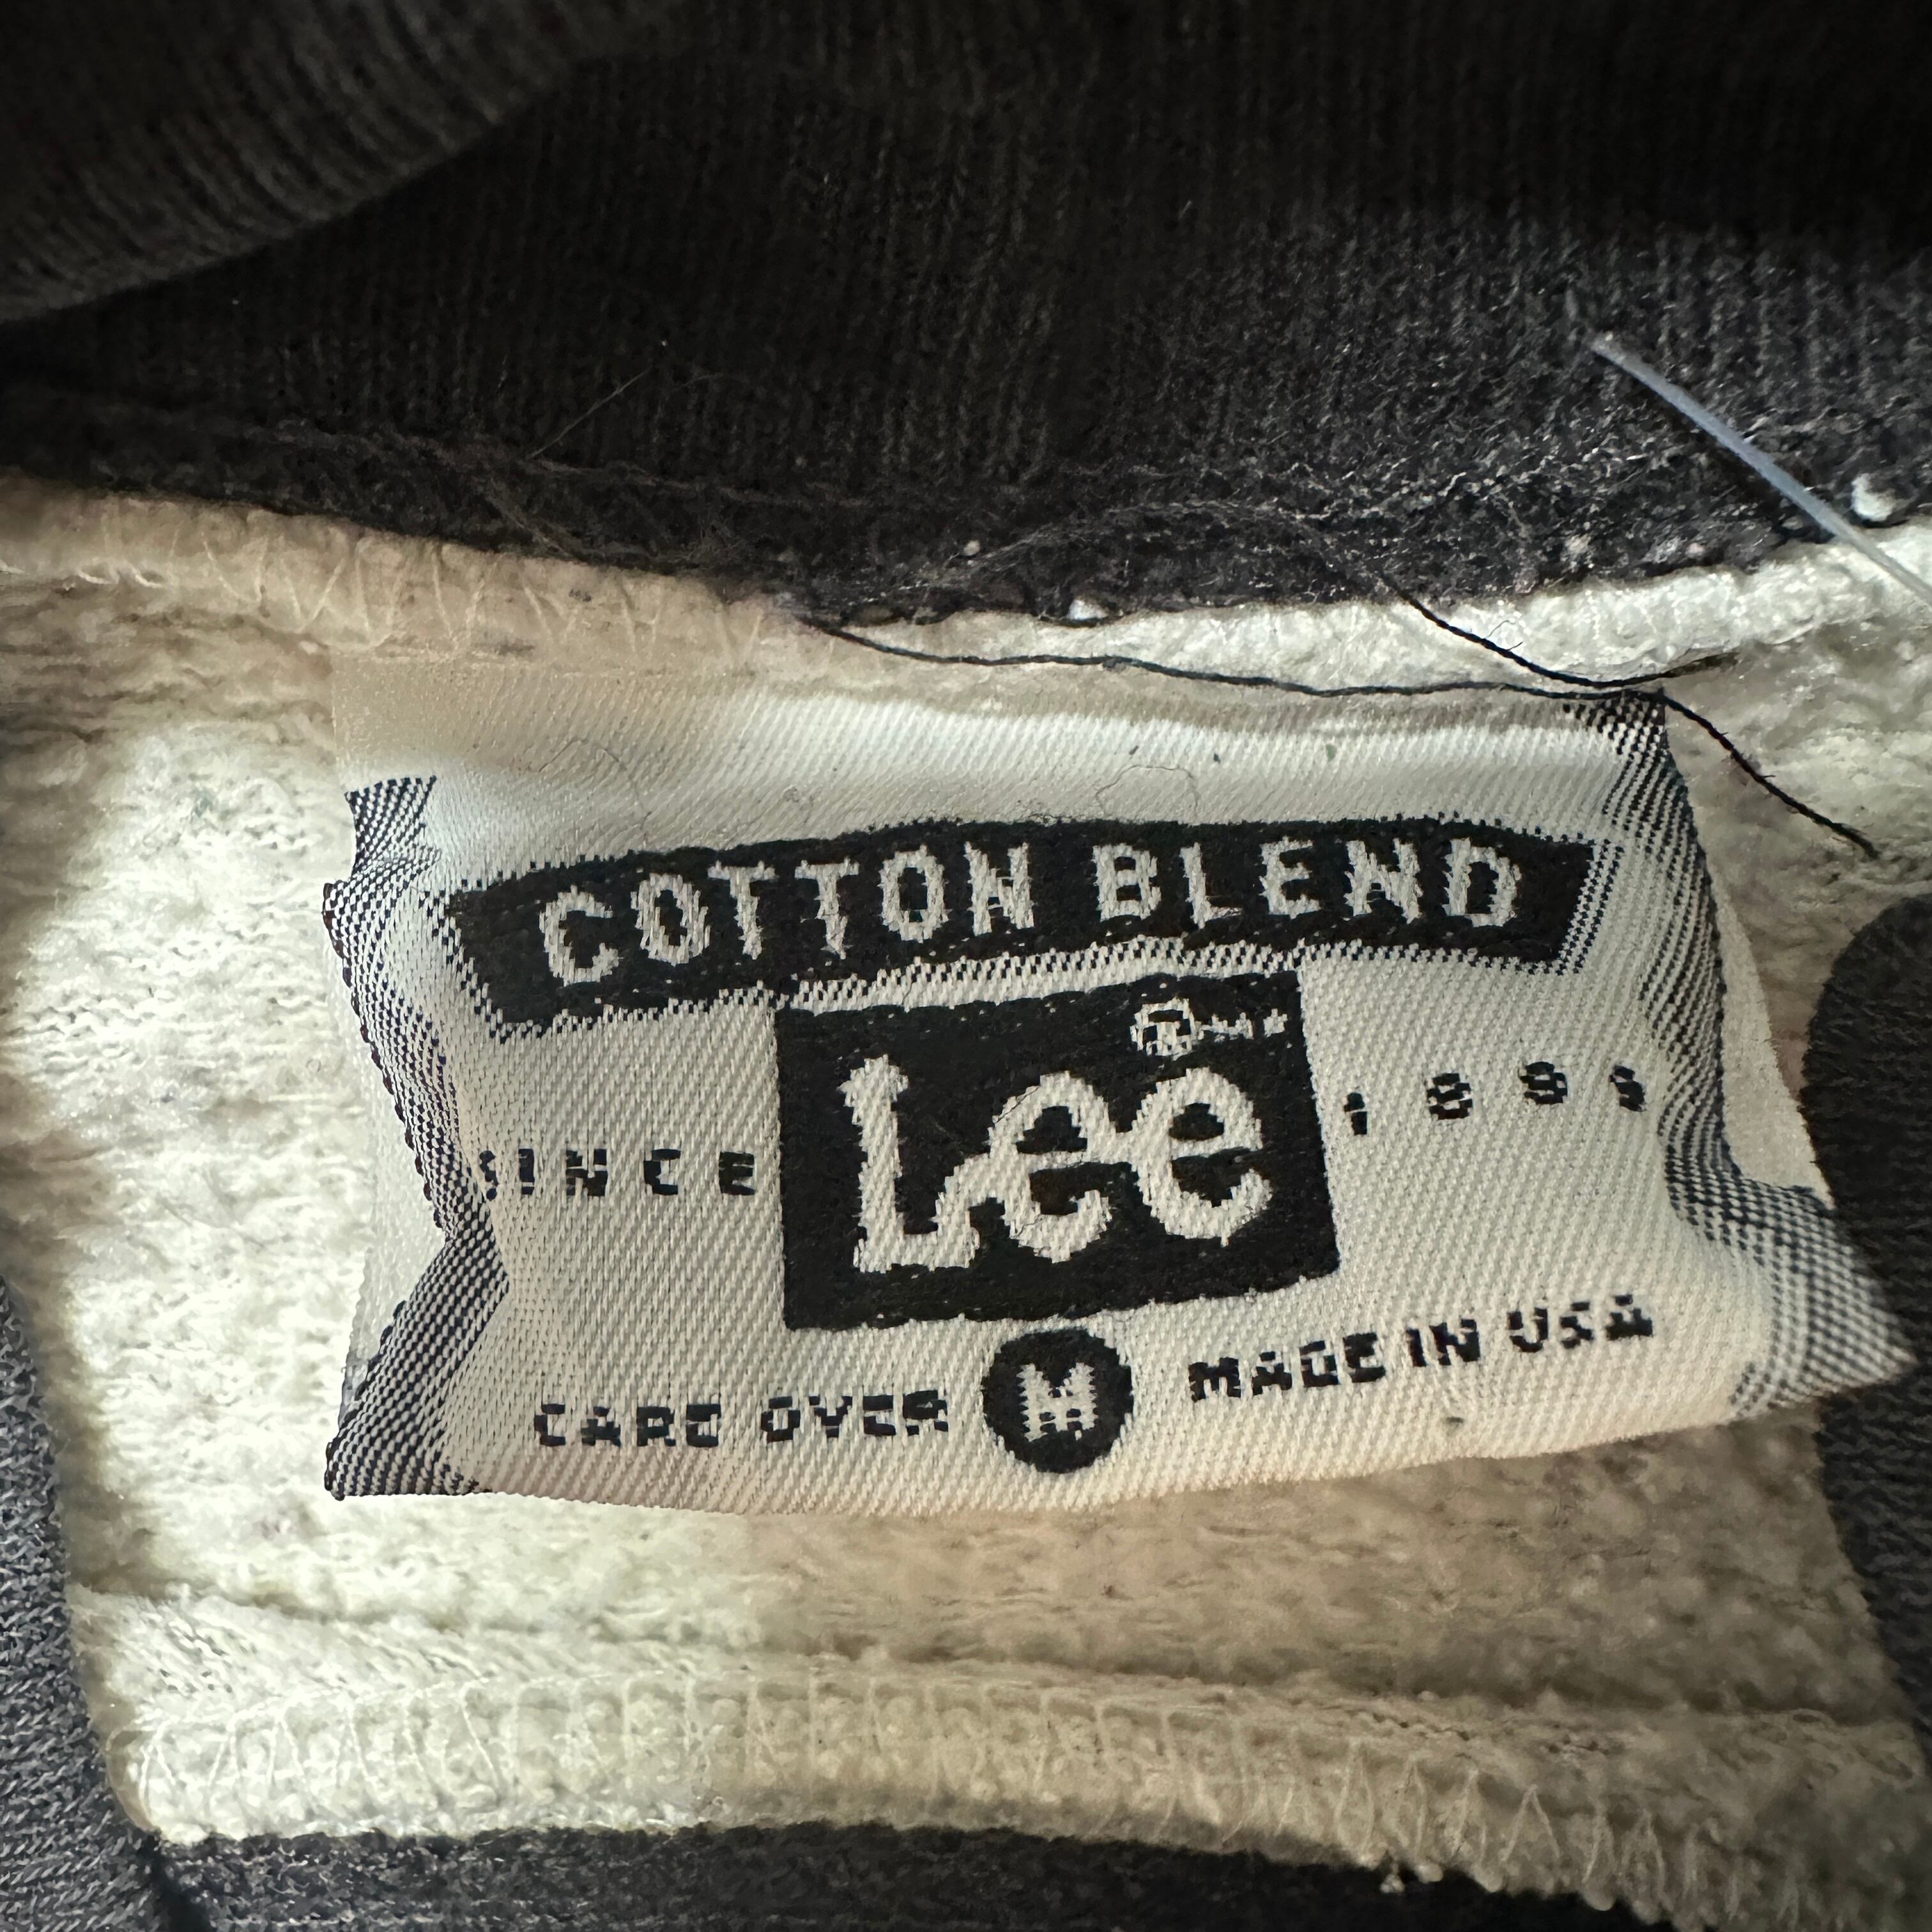 COTTON BLEND
Lee®
SINCE 1889
CARE OVER M MADE IN USA